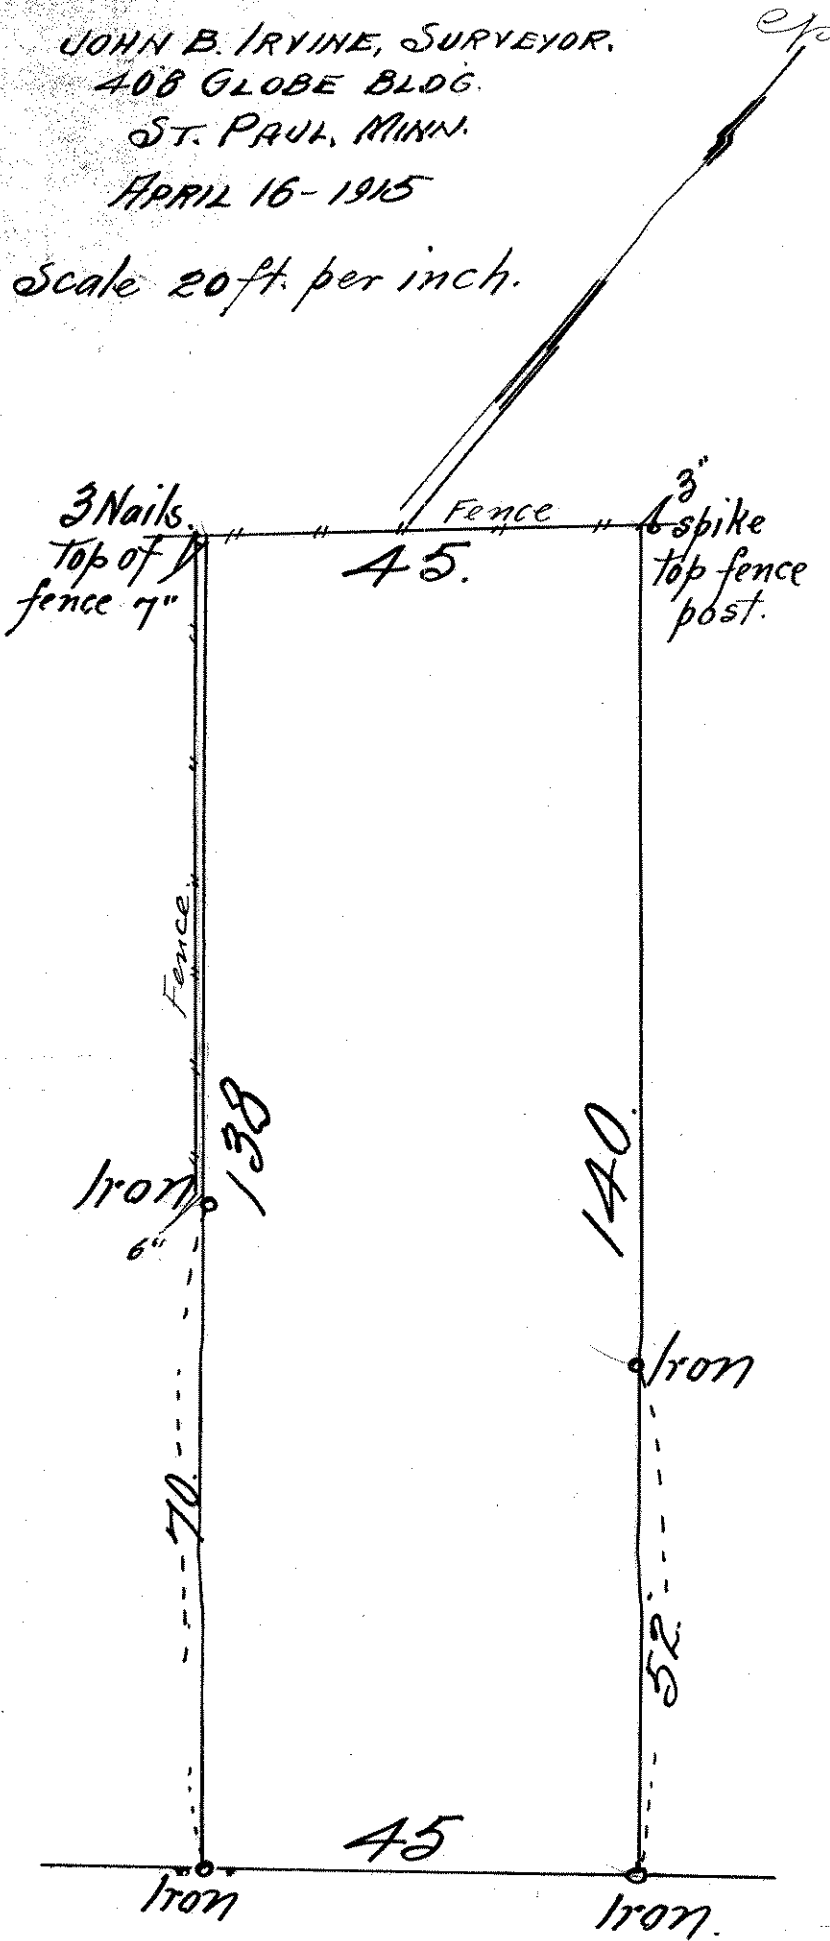 JOHN B. IRVINE, SURVEYOR.
408 GLOBE BLDG.
ST. PAUL, MINN.
APRIL 16-1915
Scale 20 ft. per inch.
3 Nails.
top of
fence 7"
Fence
45.
3"
spike
top fence
post.
Fence
138
140.
Iron
6"
Iron
70.
52.
45
Iron
Iron.